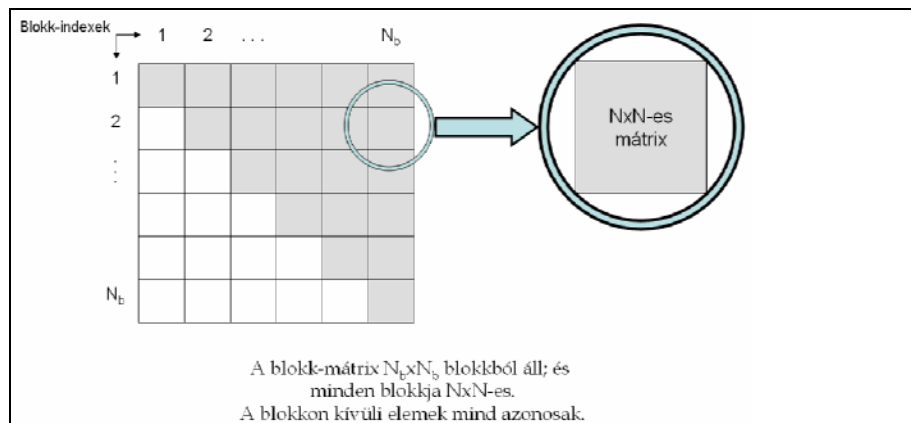 Blokk-indexek
1 2 . . . N_b
1
2
. . .
N_b
NxN-es
mátrix
A blokk-mátrix N_bxN_b blokkból áll; és
minden blokkja NxN-es.
A blokkon kívüli elemek mind azonosak.